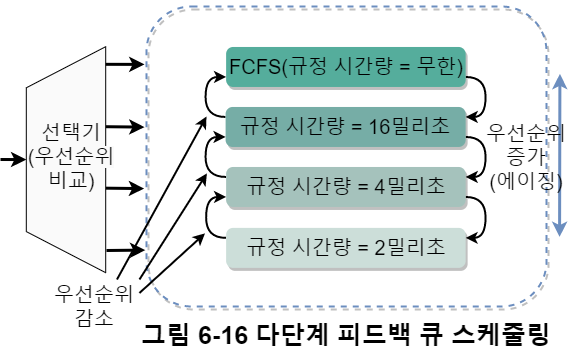 FCFS(규정 시간량 = 무한)
규정 시간량 = 16밀리초
규정 시간량 = 4밀리초
규정 시간량 = 2밀리초
선택기
(우선순위
비교)
우선순위
증가
(에이징)
우선순위
감소
그림 6-16 다단계 피드백 큐 스케줄링